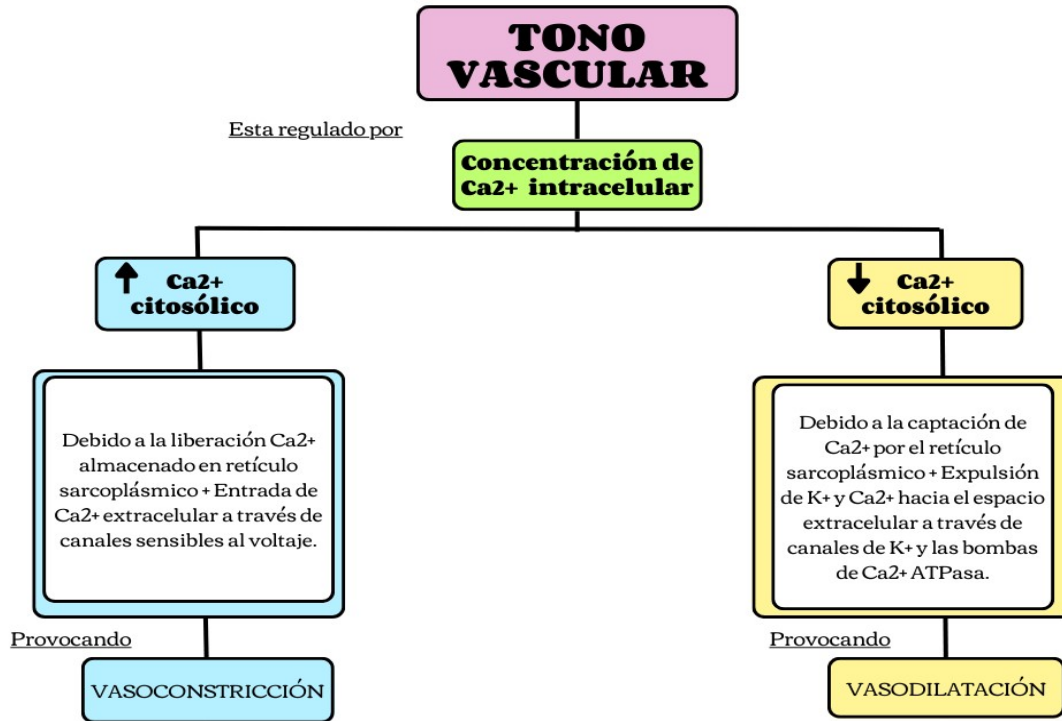 TONO
VASCULAR
Esta regulado por
Concentración de
Ca2+ intracelular
Ca2+
citosólico
Debido a la liberación Ca2+
almacenado en retículo
sarcoplásmico + Entrada de
Ca2+ extracelular a través de
canales sensibles al voltaje.
Provocando
VASOCONSTRICCIÓN
Ca2+
citosólico
Debido a la captación de
Ca2+ por el retículo
sarcoplásmico + Expulsión
de K+ y Ca2+ hacia el espacio
extracelular a través de
canales de K+ y las bombas
de Ca2+ ATPasa.
Provocando
VASODILATACIÓN